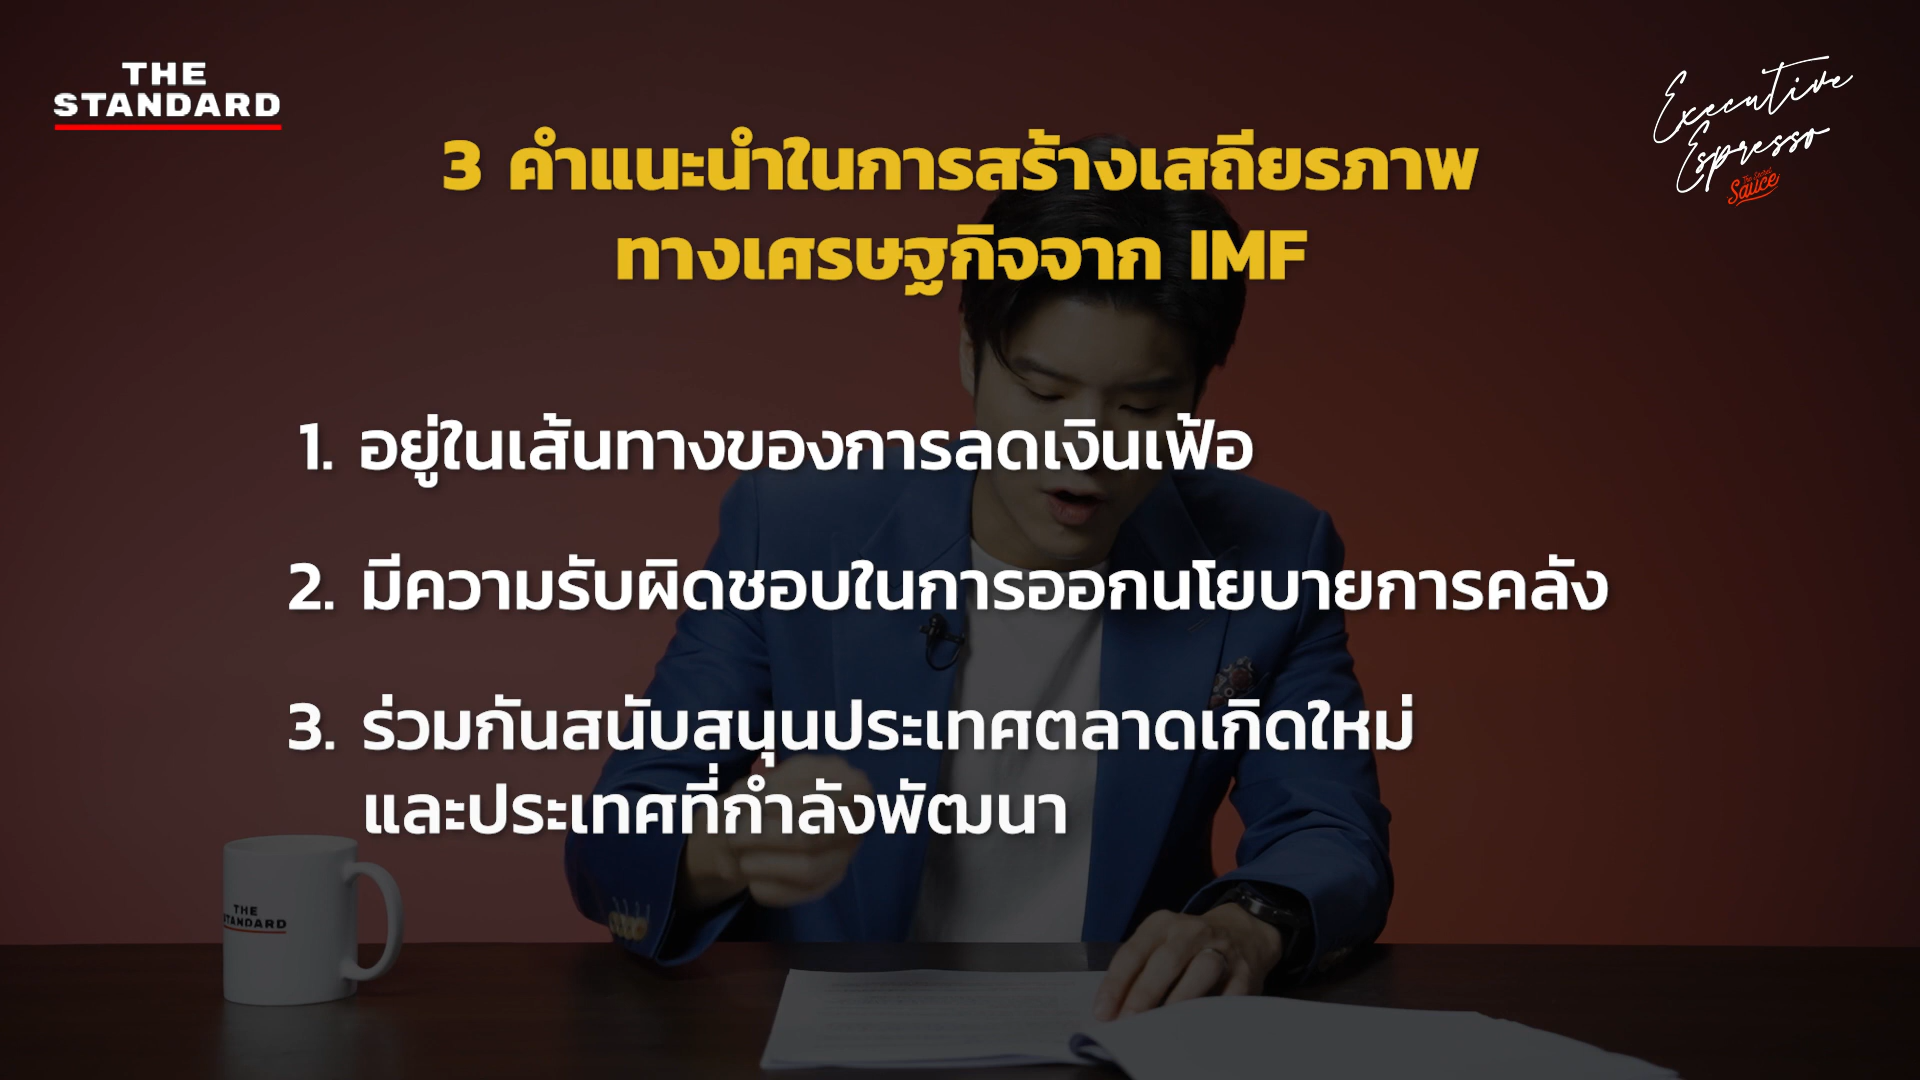 THE
STANDARD
Executive
Espresso
The Secret
Sauce
3 คำแนะนำในการสร้างเสถียรภาพ
ทางเศรษฐกิจจาก IMF
1. อยู่ในเส้นทางของการลดเงินเฟ้อ
2. มีความรับผิดชอบในการออกนโยบายการคลัง
3. ร่วมกันสนับสนุนประเทศตลาดเกิดใหม่
และประเทศที่กำลังพัฒนา
THE
STANDARD